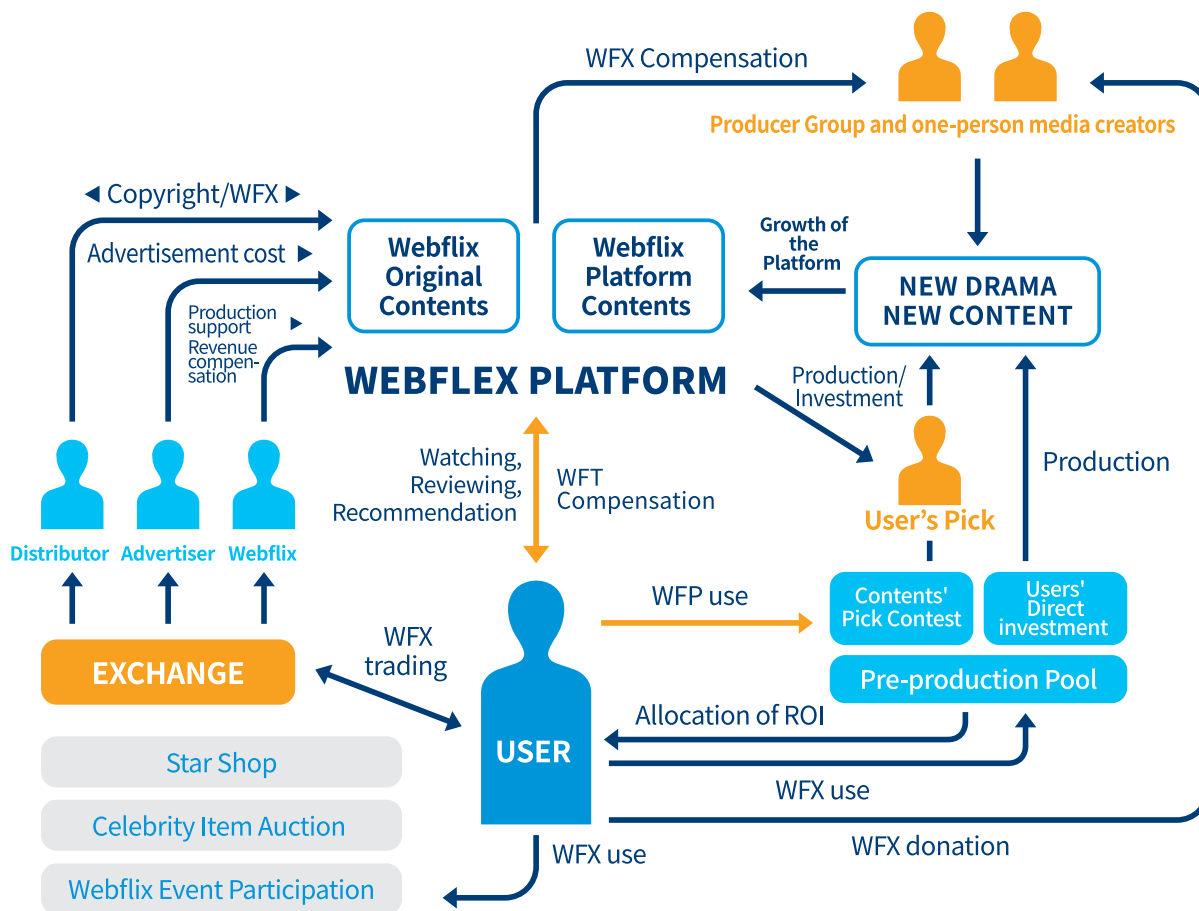 WFX Compensation
Producer Group and one-person media creators
◄ Copyright/WFX ►
Advertisement cost ►
Production
support ►
Revenue
compen-
sation
Webflix
Original
Contents
Webflix
Platform
Contents
Growth of
the
Platform
NEW DRAMA
NEW CONTENT
WEBFLEX PLATFORM
Production/
Investment
Watching,
Reviewing,
Recommendation
WFT
Compensation
User's Pick
Production
Distributor
Advertiser
Webflix
WFP use
Contents'
Pick Contest
Users'
Direct
investment
Pre-production Pool
EXCHANGE
WFX
trading
USER
Allocation of ROI
WFX use
WFX donation
Star Shop
Celebrity Item Auction
Webflix Event Participation
WFX use